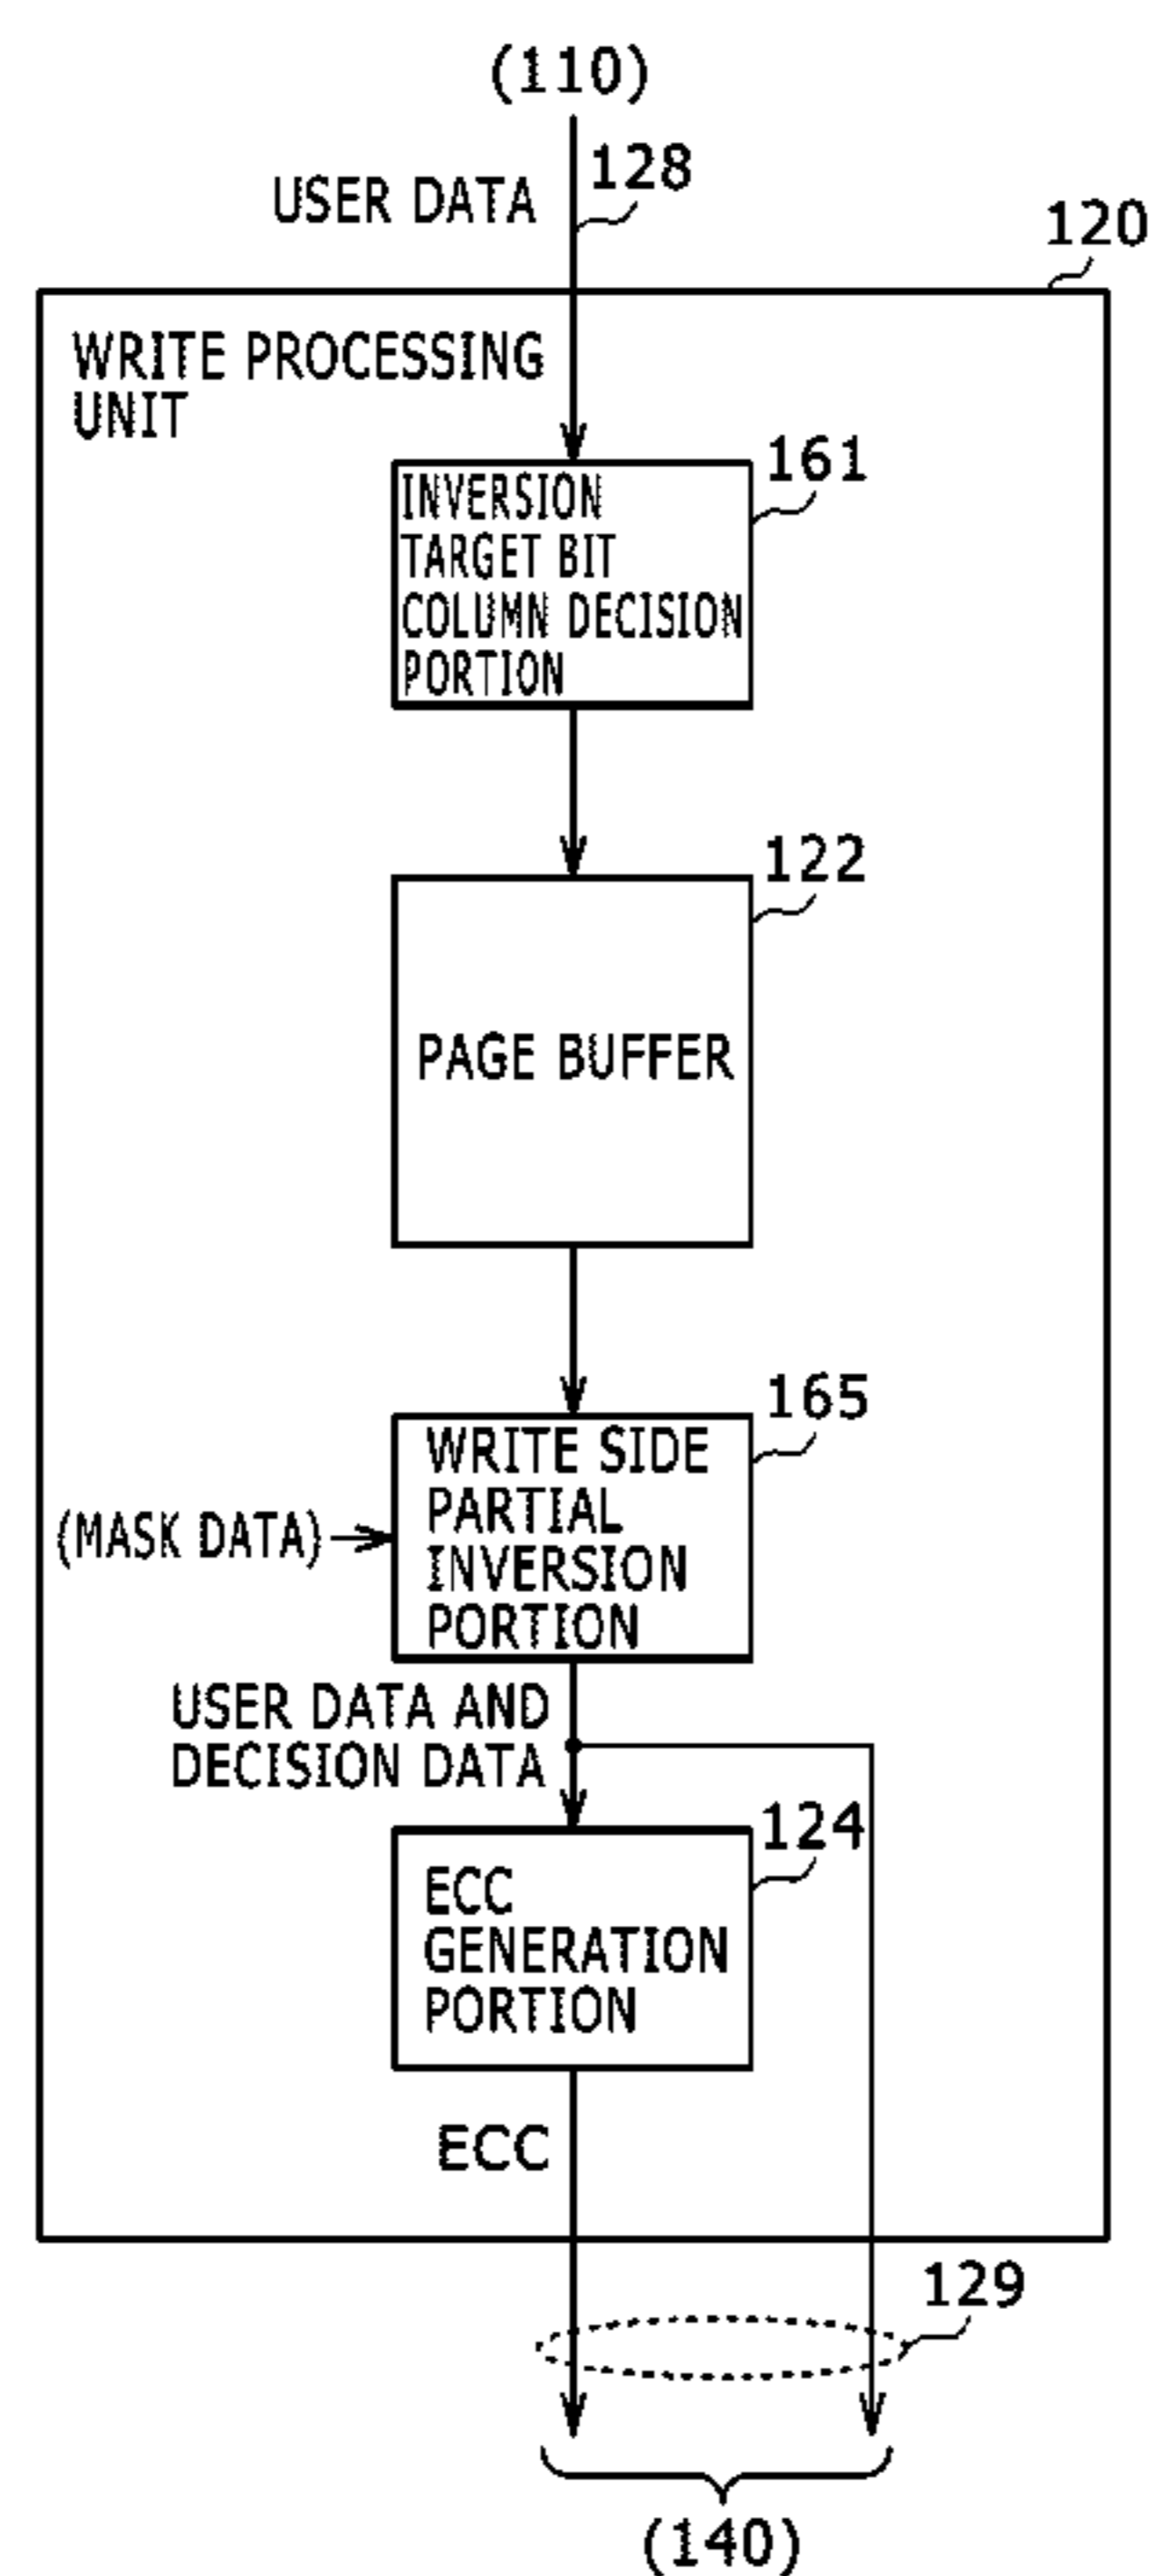 (110)
128
USER DATA
120
WRITE PROCESSING
UNIT
161
INVERSION
TARGET BIT
COLUMN DECISION
PORTION
122
PAGE BUFFER
165
WRITE SIDE
PARTIAL
INVERSION
PORTION
(MASK DATA)
USER DATA AND
DECISION DATA
124
ECC
GENERATION
PORTION
ECC
129
(140)